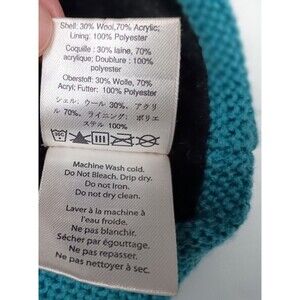 Shell: 30% Wool,70% Acrylic;
Lining: 100% Polyester
Coquille : 30% laine, 70%
acrylique; Doublure : 100%
polyester
Oberstoff: 30% Wolle, 70%
Acryl; Futter: 100% Polyester
シェル: ウール 30%、アクリ
ル 70%、ライニング: ポリエ
ステル 100%
Machine Wash cold.
Do Not Bleach. Drip dry.
Do not Iron.
Do not dry clean.
Laver à la machine à
l'eau froide.
Ne pas blanchir.
Sécher par égouttage.
Ne pas repasser.
Ne pas nettoyer à sec.